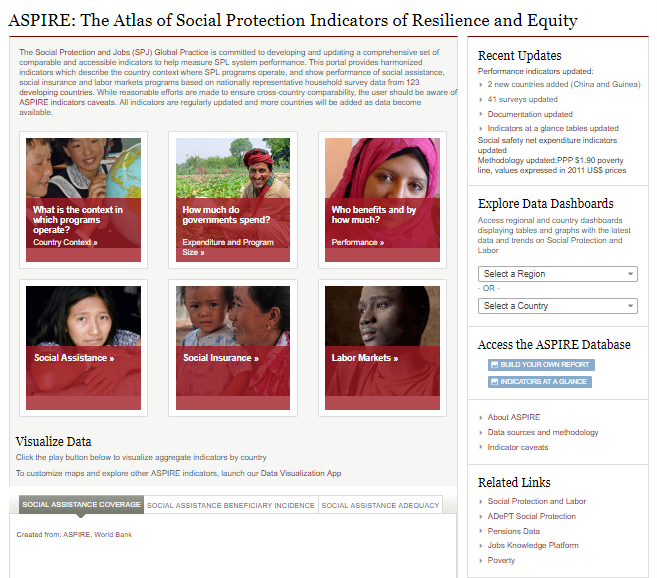 ASPIRE: The Atlas of Social Protection Indicators of Resilience and Equity
The Social Protection and Jobs (SPJ) Global Practice is committed to developing and updating a comprehensive set of
comparable and accessible indicators to help measure SPL system performance. This portal provides harmonized
indicators which describe the country context where SPL programs operate, and show performance of social assistance,
social insurance and labor markets programs based on nationally representative household survey data from 123
developing countries. While reasonable efforts are made to ensure cross-country comparability, the user should be aware of
ASPIRE indicators caveats. All indicators are regularly updated and more countries will be added as data become
available.
What is the context in
which programs
operate?
Country Context »
How much do
governments spend?
Expenditure and Program
Size »
Who benefits and by
how much?
Performance »
Social Assistance »
Social Insurance »
Labor Markets »
Visualize Data
Click the play button below to visualize aggregate indicators by country
To customize maps and explore other ASPIRE indicators, launch our Data Visualization App
SOCIAL ASSISTANCE COVERAGE
SOCIAL ASSISTANCE BENEFICIARY INCIDENCE
SOCIAL ASSISTANCE ADEQUACY
Created from: ASPIRE, World Bank
Recent Updates
Performance indicators updated:
2 new countries added (China and Guinea)
41 surveys updated
Documentation updated
Indicators at a glance tables updated
Social safety net expenditure indicators
updated
Methodology updated:PPP $1.90 poverty
line, values expressed in 2011 US$ prices
Explore Data Dashboards
Access regional and country dashboards
displaying tables and graphs with the latest
data and trends on Social Protection and
Labor
Select a Region
- OR -
Select a Country
Access the ASPIRE Database
BUILD YOUR OWN REPORT
INDICATORS AT A GLANCE
About ASPIRE
Data sources and methodology
Indicator caveats
Related Links
Social Protection and Labor
ADePT Social Protection
Pensions Data
Jobs Knowledge Platform
Poverty